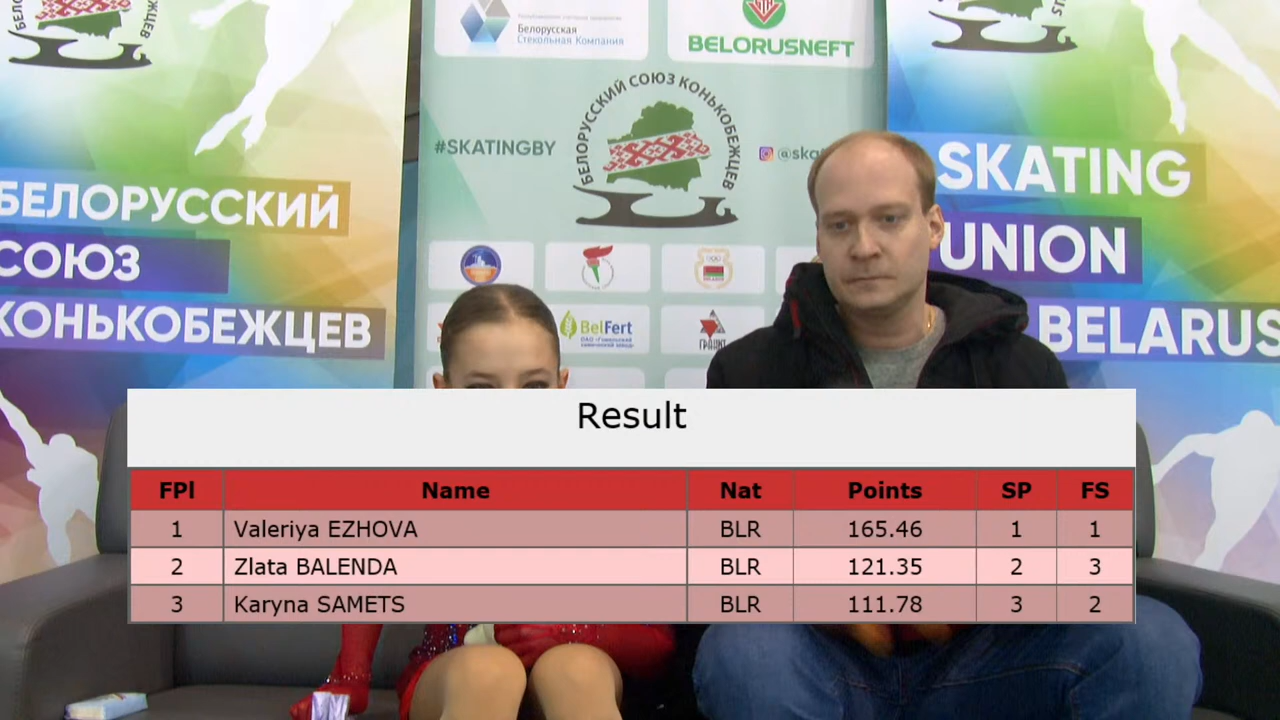 БЕЛОРУССКИЙ СОЮЗ КОНЬКОБЕЖЦЕВ
Белорусская
Стекольная Компания
BELORUSNEFT
#SKATINGBY
БЕЛОРУССКИЙ
СОЮЗ
КОНЬКОБЕЖЦЕВ
SKATING
UNION
BELARUS
BelFert
ГРАНИТ
Result
FPl Name Nat Points SP FS
1 Valeriya EZHOVA BLR 165.46 1 1
2 Zlata BALENDA BLR 121.35 2 3
3 Karyna SAMETS BLR 111.78 3 2